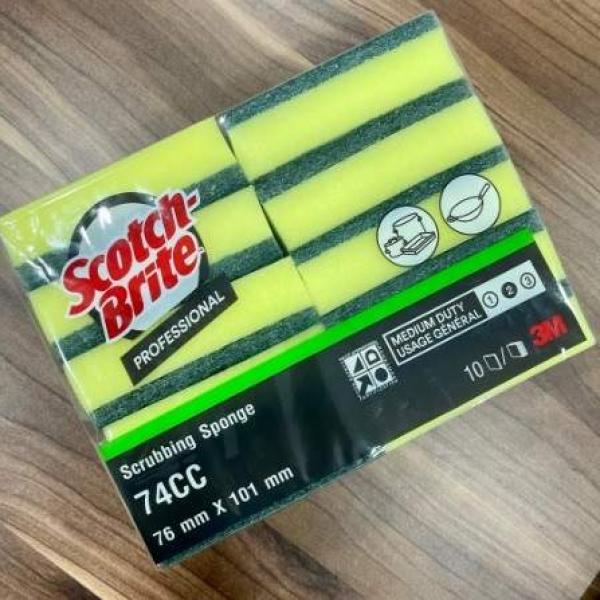 Scotch-
Brite
PROFESSIONAL
MEDIUM DUTY
USAGE GÉNÉRAL
1 2 3
10 /
3M
Scrubbing Sponge
74CC
76 mm X 101 mm